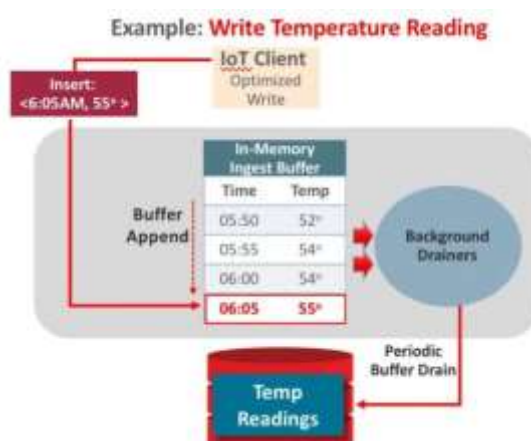 Example: Write Temperature Reading
IoT Client
Optimized
Write
Insert:
<6:05AM, 55° >
In-Memory
Ingest Buffer
Time Temp
05:50 52°
05:55 54°
06:00 54°
06:05 55°
Buffer
Append
Background
Drainers
Periodic
Buffer Drain
Temp
Readings